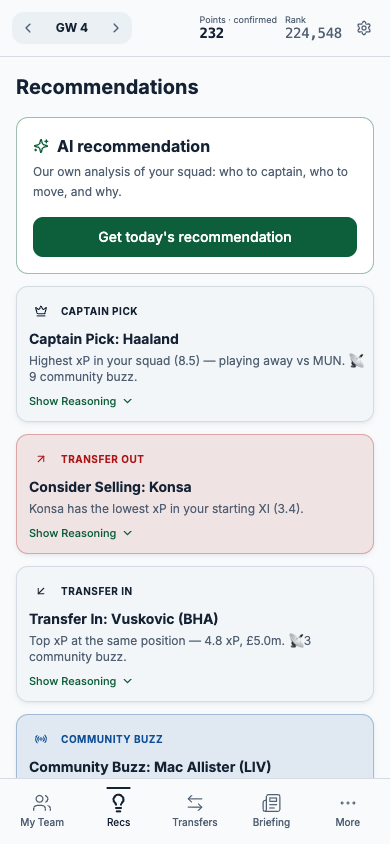 GW 4
Points · confirmed
232
Rank
224,548
Recommendations
AI recommendation
Our own analysis of your squad: who to captain, who to
move, and why.
Get today's recommendation
CAPTAIN PICK
Captain Pick: Haaland
Highest xP in your squad (8.5) — playing away vs MUN. 📡
9 community buzz.
Show Reasoning
TRANSFER OUT
Consider Selling: Konsa
Konsa has the lowest xP in your starting XI (3.4).
Show Reasoning
TRANSFER IN
Transfer In: Vuskovic (BHA)
Top xP at the same position — 4.8 xP, £5.0m. 📡3
community buzz.
Show Reasoning
COMMUNITY BUZZ
Community Buzz: Mac Allister (LIV)
My Team
Recs
Transfers
Briefing
More